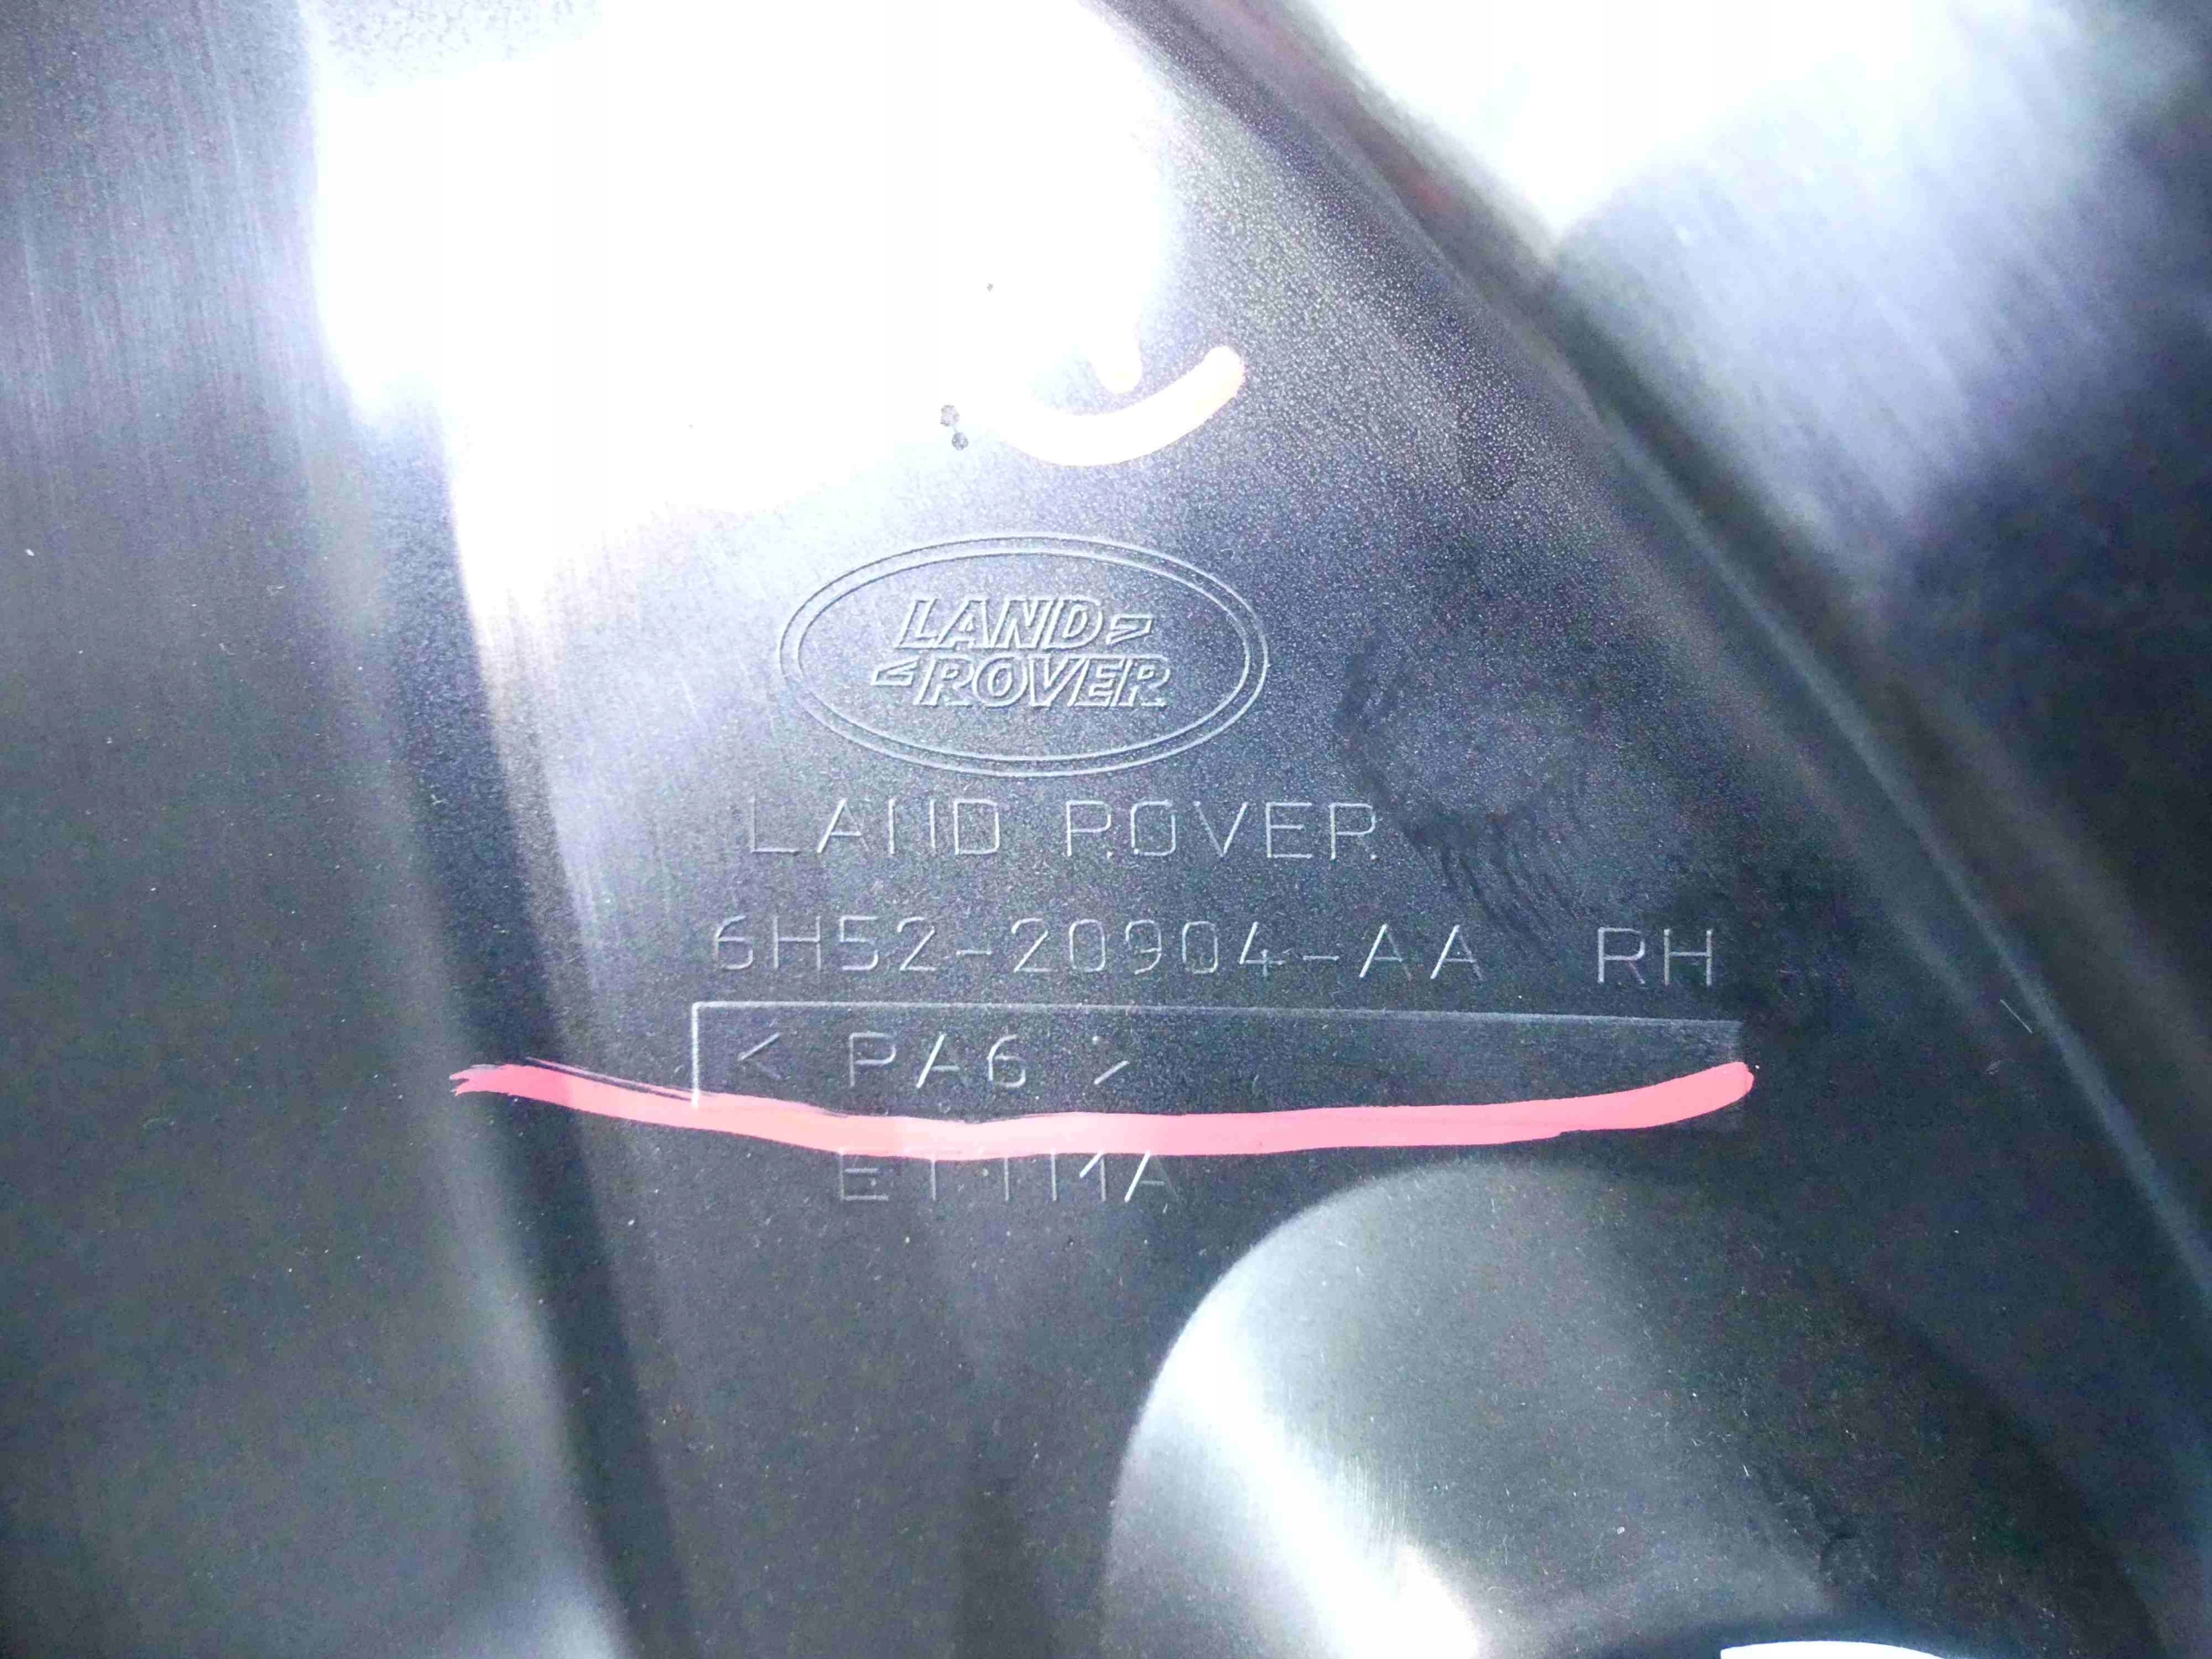 LAND
ROVER
LAND ROVER
6H52-20904-AA RH
< PA6 >